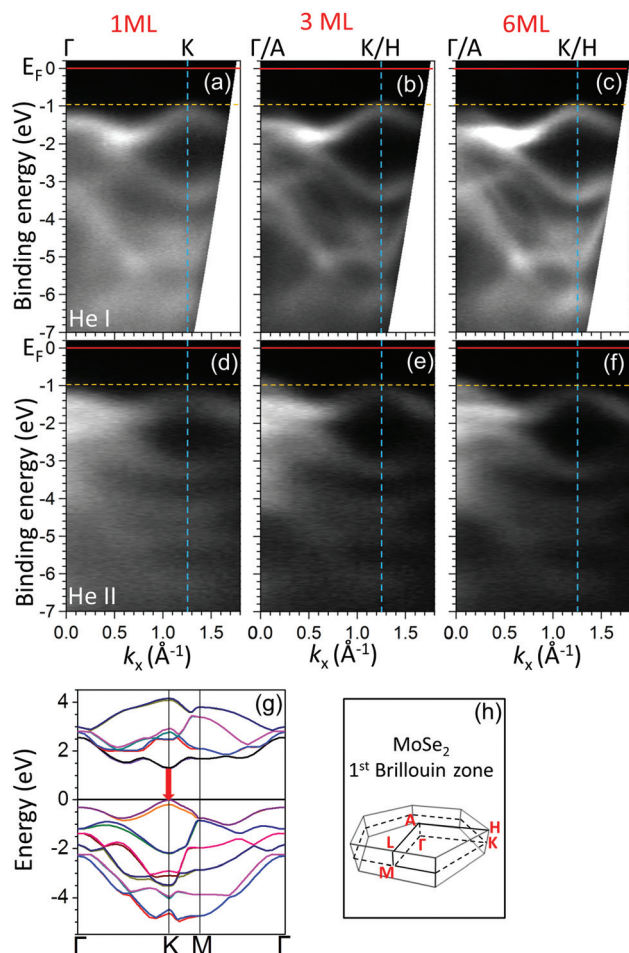 1ML 3 ML 6ML
Γ K Γ/A K/H Γ/A K/H
E_F 0
(a) (b) (c)
-1
-2
-3
-4
-5
-6
-7
Binding energy (eV)
He I
E_F 0
(d) (e) (f)
-1
-2
-3
-4
-5
-6
-7
Binding energy (eV)
He II
0.0 0.5 1.0 1.5 0.0 0.5 1.0 1.5 0.0 0.5 1.0 1.5
kₓ (Å⁻¹) kₓ (Å⁻¹) kₓ (Å⁻¹)
(g)
4
2
0
-2
-4
Energy (eV)
Γ K M Γ
(h)
MoSe₂
1ˢᵗ Brillouin zone
A
H
L Γ K
M